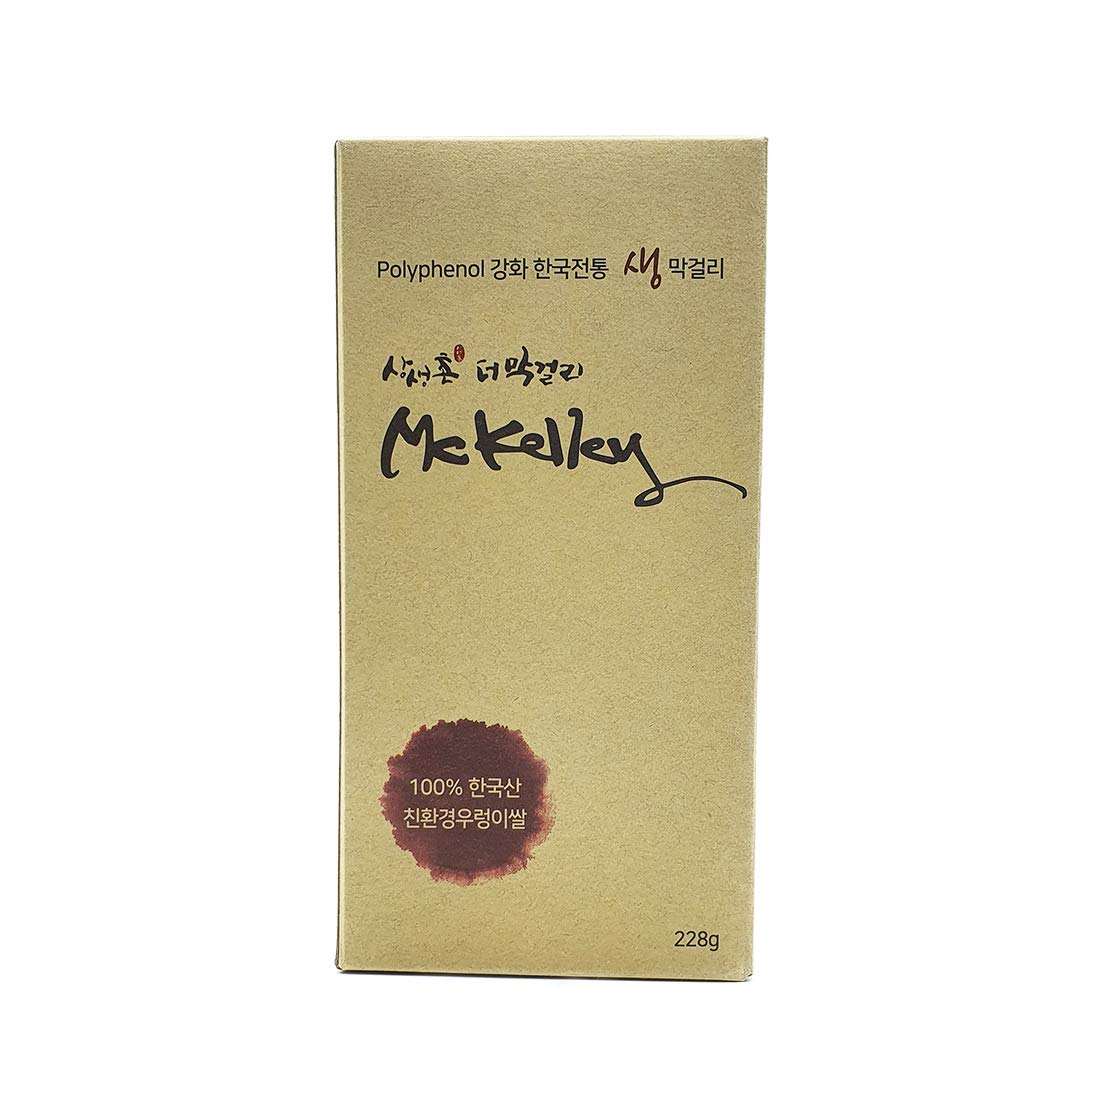 Polyphenol 강화 한국전통 생 막걸리
상생촌 더막걸리
McKelley
100% 한국산
친환경우렁이쌀
228g